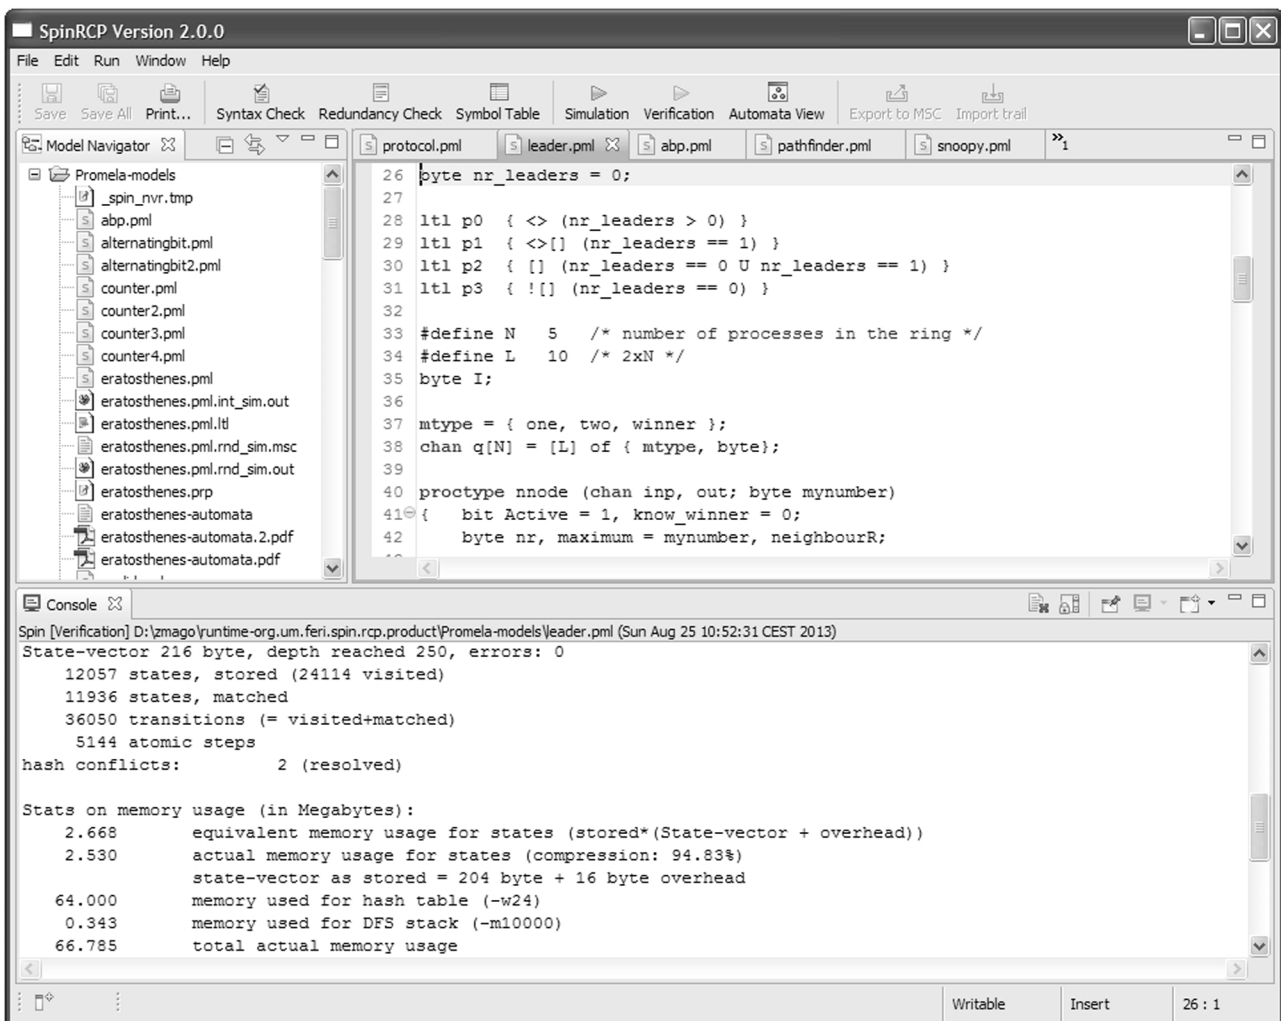 SpinRCP Version 2.0.0
File Edit Run Window Help
Save Save All Print... Syntax Check Redundancy Check Symbol Table Simulation Verification Automata View Export to MSC Import trail
Model Navigator
Promela-models
_spin_nvr.tmp
abp.pml
alternatingbit.pml
alternatingbit2.pml
counter.pml
counter2.pml
counter3.pml
counter4.pml
eratosthenes.pml
eratosthenes.pml.int_sim.out
eratosthenes.pml.ltl
eratosthenes.pml.rnd_sim.msc
eratosthenes.pml.rnd_sim.out
eratosthenes.prp
eratosthenes-automata
eratosthenes-automata.2.pdf
eratosthenes-automata.pdf
protocol.pml leader.pml abp.pml pathfinder.pml snoopy.pml »1
26 byte nr_leaders = 0;
27
28 ltl p0 { <> (nr_leaders > 0) }
29 ltl p1 { <>[] (nr_leaders == 1) }
30 ltl p2 { [] (nr_leaders == 0 U nr_leaders == 1) }
31 ltl p3 { ![] (nr_leaders == 0) }
32
33 #define N 5 /* number of processes in the ring */
34 #define L 10 /* 2xN */
35 byte I;
36
37 mtype = { one, two, winner };
38 chan q[N] = [L] of { mtype, byte};
39
40 proctype nnode (chan inp, out; byte mynumber)
41 { bit Active = 1, know_winner = 0;
42 byte nr, maximum = mynumber, neighbourR;
Console
Spin [Verification] D:\zmago\runtime-org.um.feri.spin.rcp.product\Promela-models\leader.pml (Sun Aug 25 10:52:31 CEST 2013)
State-vector 216 byte, depth reached 250, errors: 0
12057 states, stored (24114 visited)
11936 states, matched
36050 transitions (= visited+matched)
5144 atomic steps
hash conflicts: 2 (resolved)
Stats on memory usage (in Megabytes):
2.668 equivalent memory usage for states (stored*(State-vector + overhead))
2.530 actual memory usage for states (compression: 94.83%)
state-vector as stored = 204 byte + 16 byte overhead
64.000 memory used for hash table (-w24)
0.343 memory used for DFS stack (-m10000)
66.785 total actual memory usage
Writable Insert 26 : 1